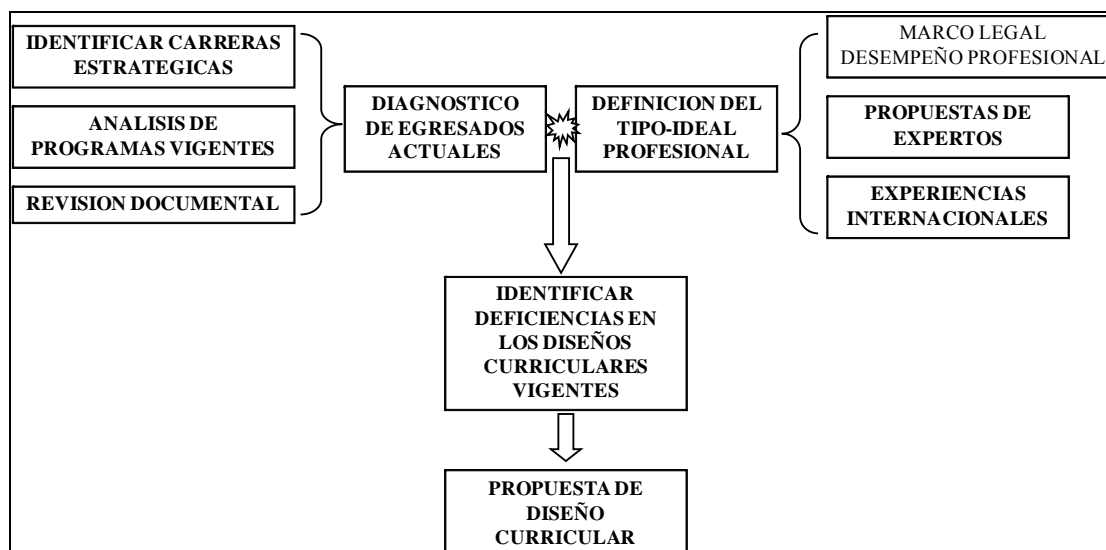 IDENTIFICAR CARRERAS
ESTRATEGICAS
ANALISIS DE
PROGRAMAS VIGENTES
REVISION DOCUMENTAL
DIAGNOSTICO
DE EGRESADOS
ACTUALES
DEFINICION DEL
TIPO-IDEAL
PROFESIONAL
MARCO LEGAL
DESEMPEÑO PROFESIONAL
PROPUESTAS DE
EXPERTOS
EXPERIENCIAS
INTERNACIONALES
IDENTIFICAR
DEFICIENCIAS EN
LOS DISEÑOS
CURRICULARES
VIGENTES
PROPUESTA DE
DISEÑO
CURRICULAR